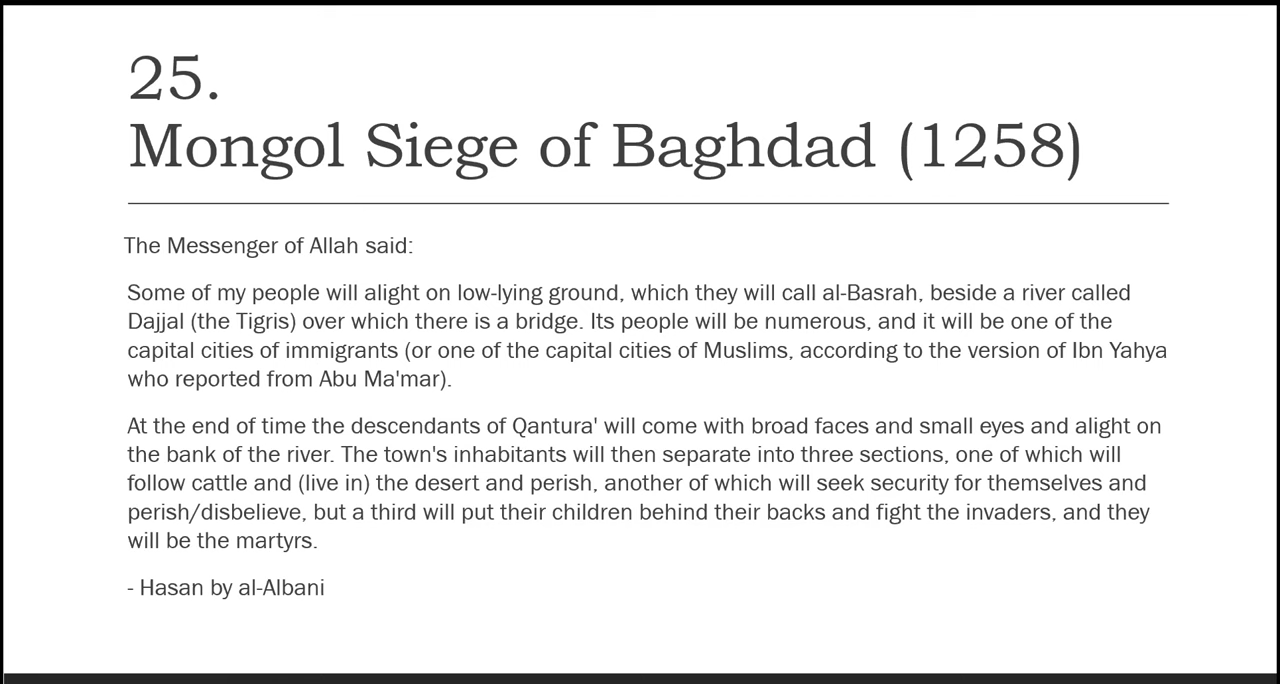 25.
Mongol Siege of Baghdad (1258)
The Messenger of Allah said:
Some of my people will alight on low-lying ground, which they will call al-Basrah, beside a river called
Dajjal (the Tigris) over which there is a bridge. Its people will be numerous, and it will be one of the
capital cities of immigrants (or one of the capital cities of Muslims, according to the version of Ibn Yahya
who reported from Abu Ma'mar).
At the end of time the descendants of Qantura' will come with broad faces and small eyes and alight on
the bank of the river. The town's inhabitants will then separate into three sections, one of which will
follow cattle and (live in) the desert and perish, another of which will seek security for themselves and
perish/disbelieve, but a third will put their children behind their backs and fight the invaders, and they
will be the martyrs.
- Hasan by al-Albani